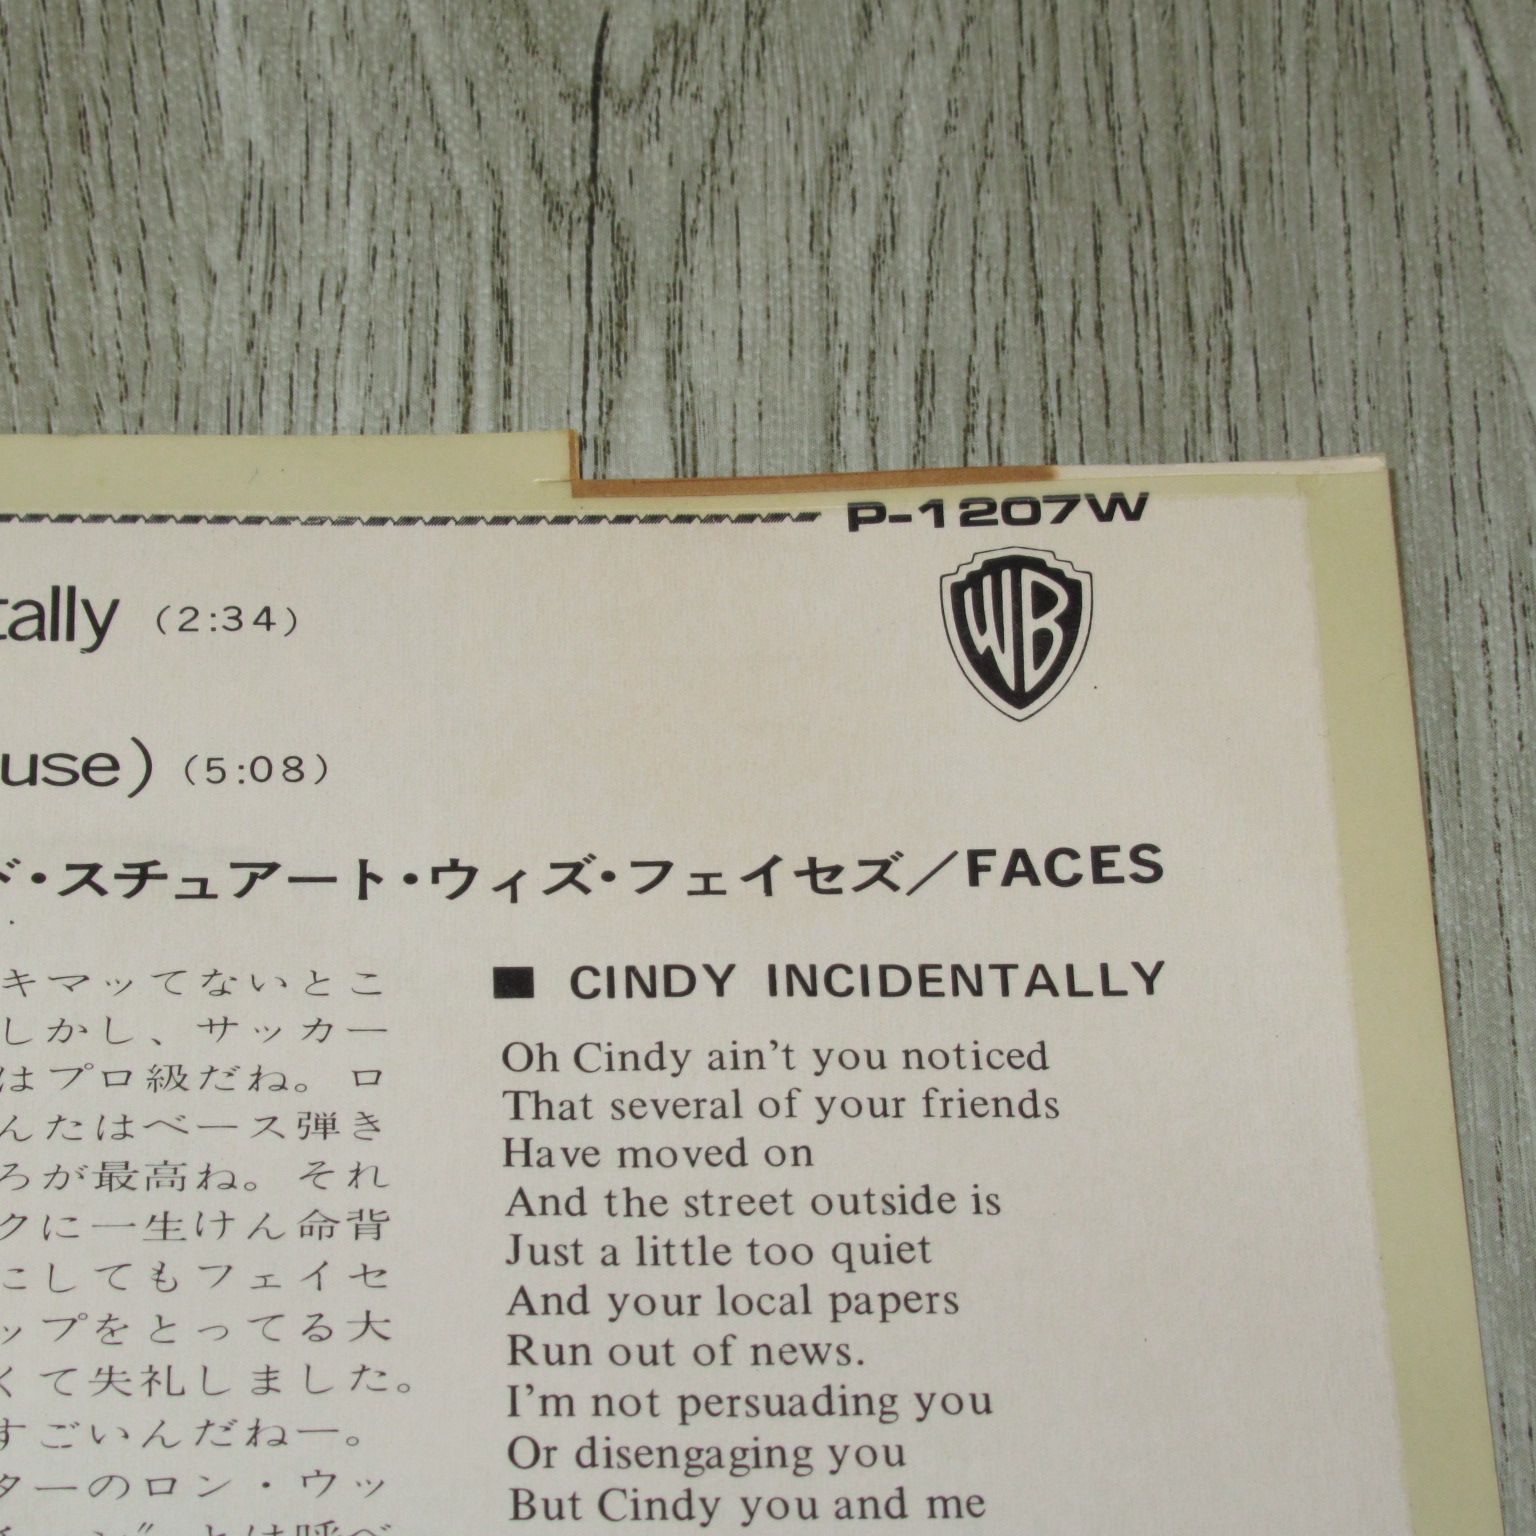 P-1207W
WB
tally (2:34)
use) (5:08)
ド・スチュアート・ウィズ・フェイセズ／FACES
キマッてないとこ
しかし、サッカー
はプロ級だね。ロ
んたはベース弾き
ろが最高ね。それ
クに一生けん命背
にしてもフェイセ
ップをとってる大
くて失礼しました。
すごいんだねー。
ターのロン・ウッ
■ CINDY INCIDENTALLY
Oh Cindy ain't you noticed
That several of your friends
Have moved on
And the street outside is
Just a little too quiet
And your local papers
Run out of news.
I'm not persuading you
Or disengaging you
But Cindy you and me